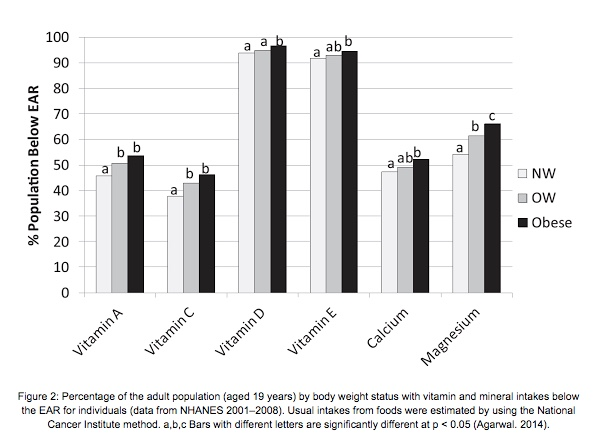 100
90
80
70
60
50
40
30
20
10
0
% Population Below EAR
a b b
a b b
a a b
a ab b
a ab b
a b c
Vitamin A
Vitamin C
Vitamin D
Vitamin E
Calcium
Magnesium
NW
OW
Obese
Figure 2: Percentage of the adult population (aged 19 years) by body weight status with vitamin and mineral intakes below
the EAR for individuals (data from NHANES 2001–2008). Usual intakes from foods were estimated by using the National
Cancer Institute method. a,b,c Bars with different letters are significantly different at p < 0.05 (Agarwal. 2014).